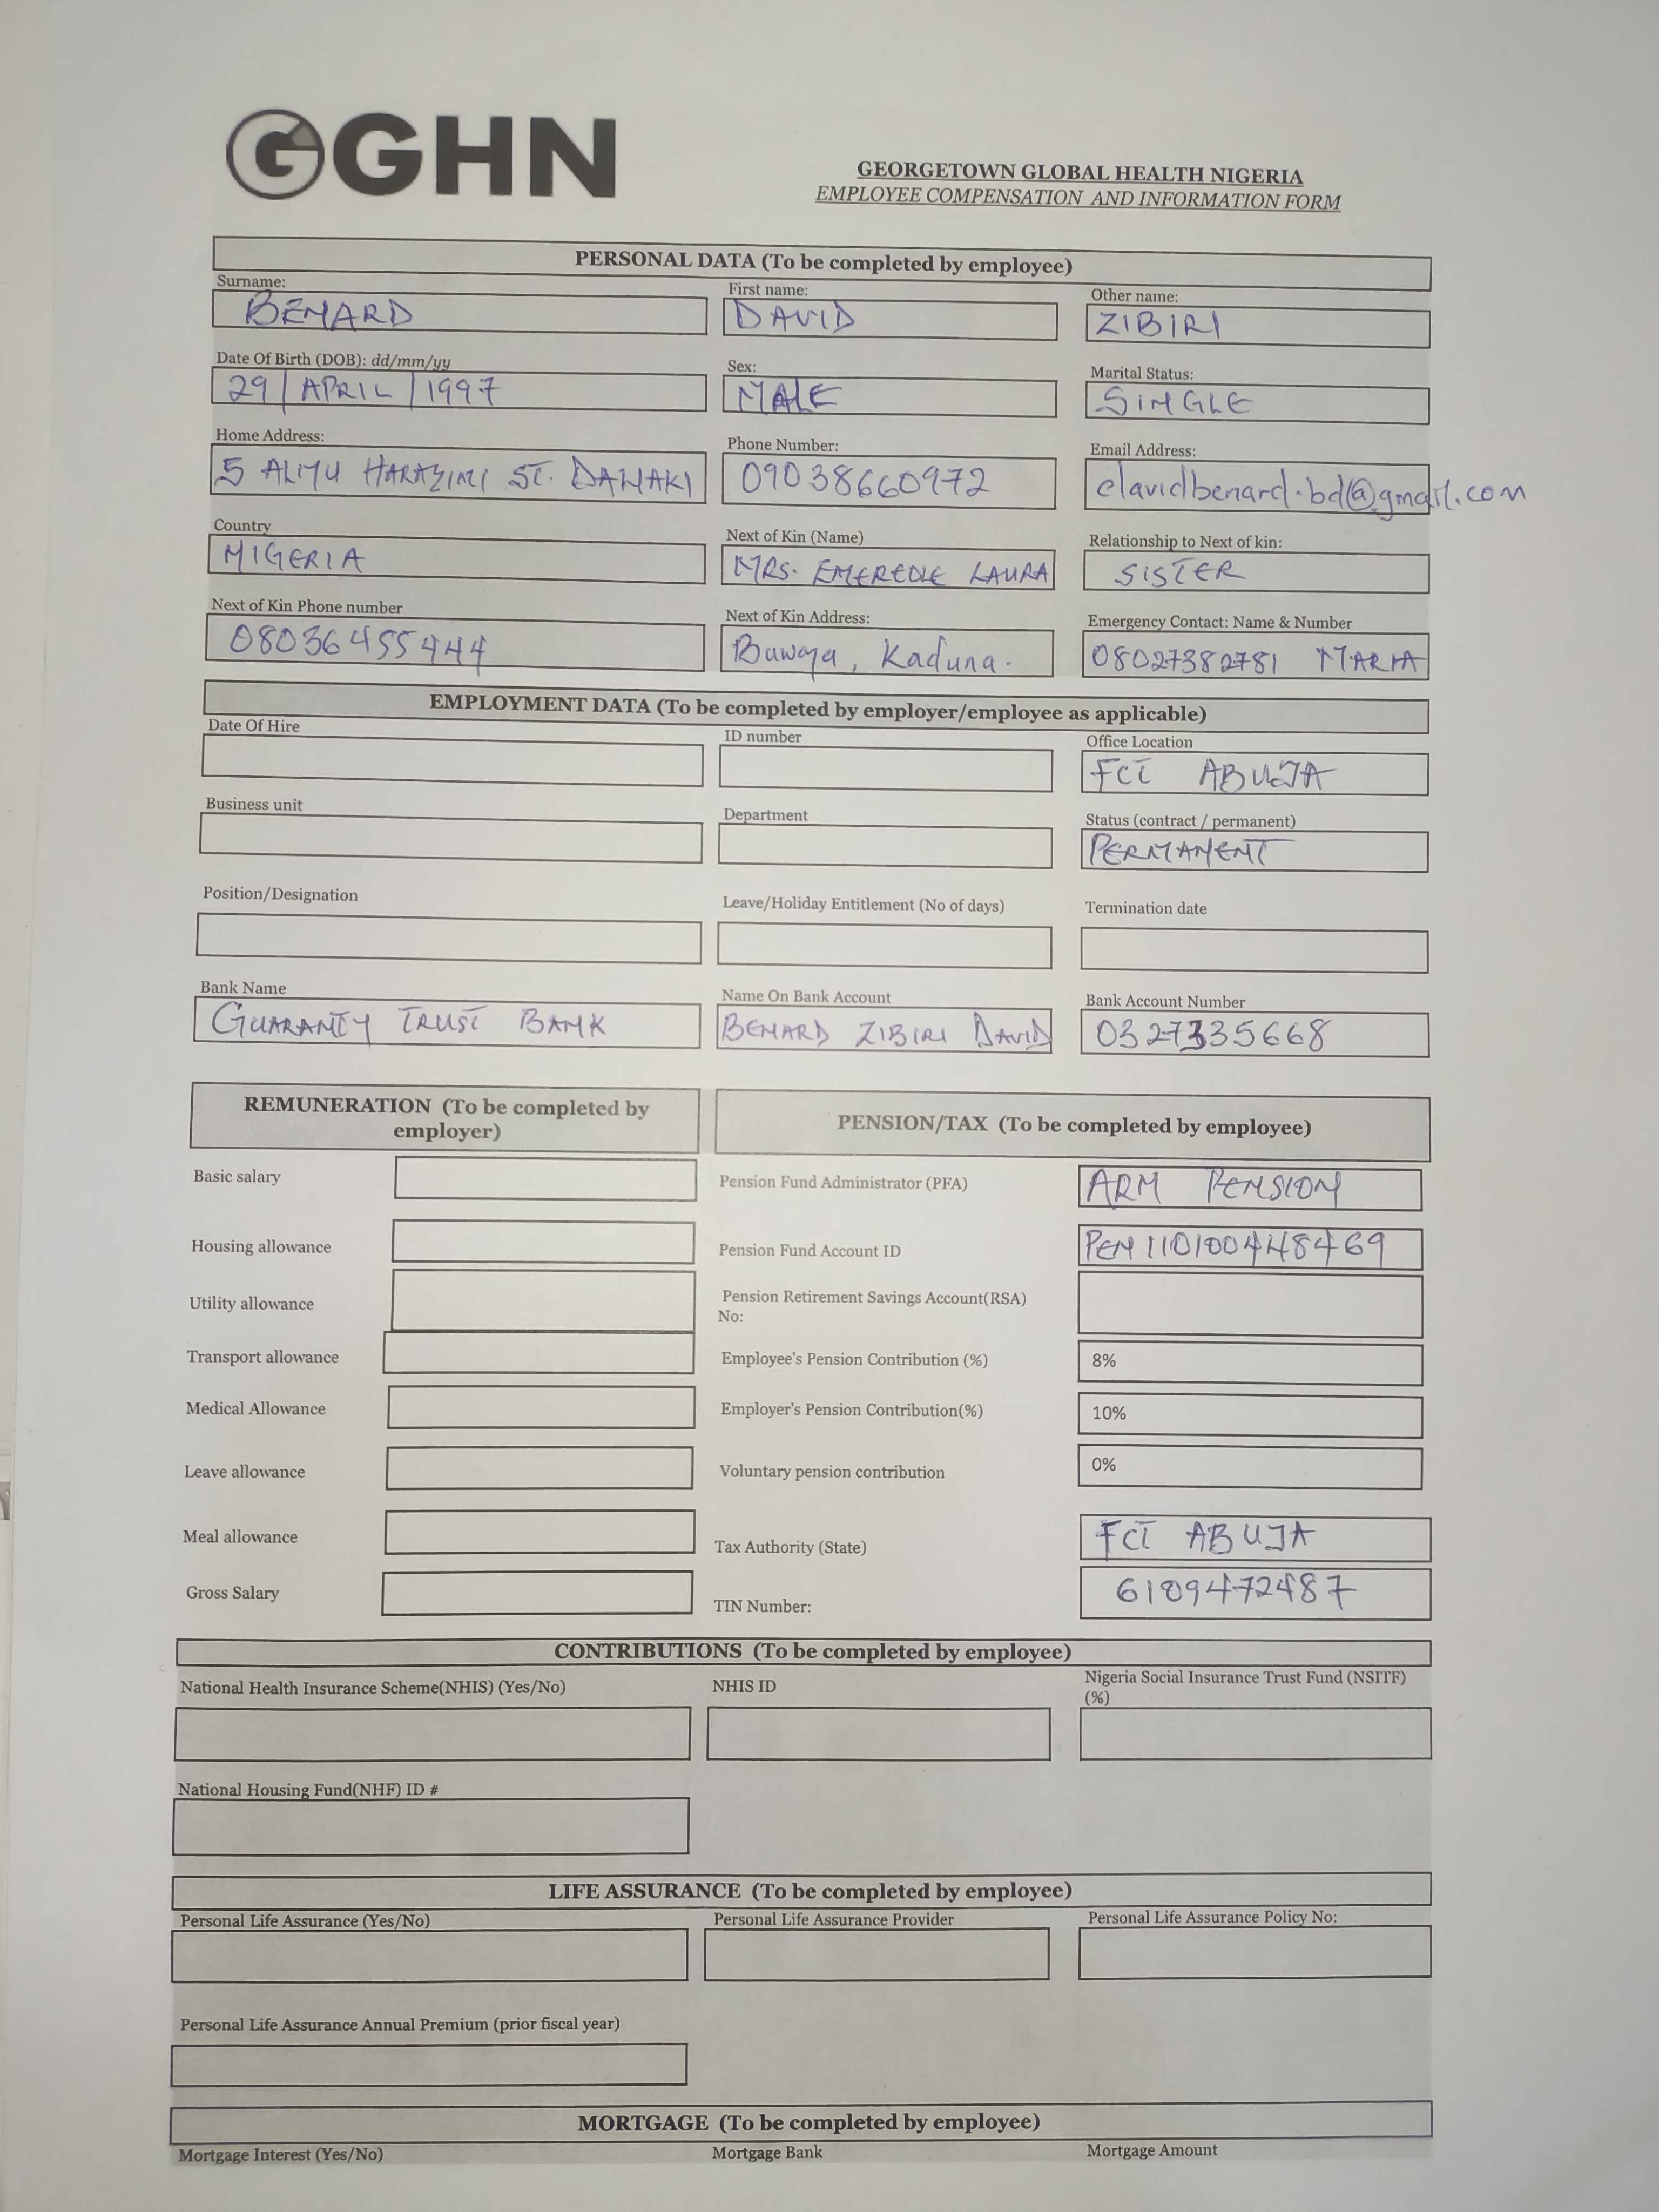 GGHN
GEORGETOWN GLOBAL HEALTH NIGERIA
EMPLOYEE COMPENSATION AND INFORMATION FORM
PERSONAL DATA (To be completed by employee)
Surname: First name: Other name:
BENARD DAVID ZIBIRI
Date Of Birth (DOB): dd/mm/yy Sex: Marital Status:
29 / APRIL / 1997 MALE SINGLE
Home Address: Phone Number: Email Address:
5 ALIYU HARAZIMI ST. DAWAKI 09038660972 davidbenard.bd@gmail.com
Country Next of Kin (Name) Relationship to Next of kin:
NIGERIA MRS. EMEREOLE LAURA SISTER
Next of Kin Phone number Next of Kin Address: Emergency Contact: Name & Number
08036455444 Buwaya, Kaduna. 08027382781 MARIA
EMPLOYMENT DATA (To be completed by employer/employee as applicable)
Date Of Hire ID number Office Location
FCT ABUJA
Business unit Department Status (contract / permanent)
PERMANENT
Position/Designation Leave/Holiday Entitlement (No of days) Termination date
Bank Name Name On Bank Account Bank Account Number
GUARANTY TRUST BANK BENARD ZIBIRI DAVID 0327335668
REMUNERATION (To be completed by employer) PENSION/TAX (To be completed by employee)
Basic salary Pension Fund Administrator (PFA) ARM PENSION
Housing allowance Pension Fund Account ID PEN110100448469
Utility allowance Pension Retirement Savings Account(RSA) No:
Transport allowance Employee's Pension Contribution (%) 8%
Medical Allowance Employer's Pension Contribution(%) 10%
Leave allowance Voluntary pension contribution 0%
Meal allowance Tax Authority (State) FCT ABUJA
Gross Salary TIN Number: 6109472487
CONTRIBUTIONS (To be completed by employee)
National Health Insurance Scheme(NHIS) (Yes/No) NHIS ID Nigeria Social Insurance Trust Fund (NSITF) (%)
National Housing Fund(NHF) ID #
LIFE ASSURANCE (To be completed by employee)
Personal Life Assurance (Yes/No) Personal Life Assurance Provider Personal Life Assurance Policy No:
Personal Life Assurance Annual Premium (prior fiscal year)
MORTGAGE (To be completed by employee)
Mortgage Interest (Yes/No) Mortgage Bank Mortgage Amount